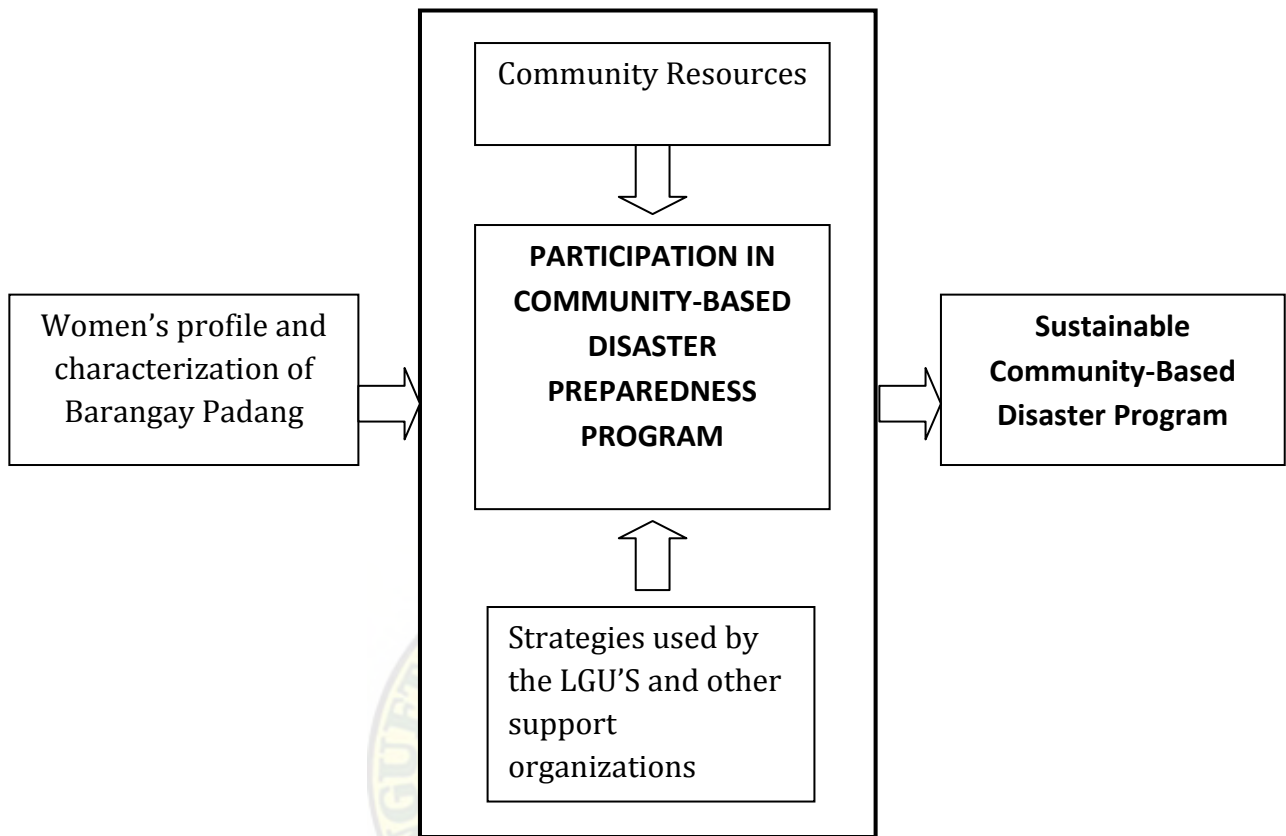 Community Resources
PARTICIPATION IN
COMMUNITY-BASED
DISASTER
PREPAREDNESS
PROGRAM
Women’s profile and
characterization of
Barangay Padang
Sustainable
Community-Based
Disaster Program
Strategies used by
the LGU’S and other
support
organizations